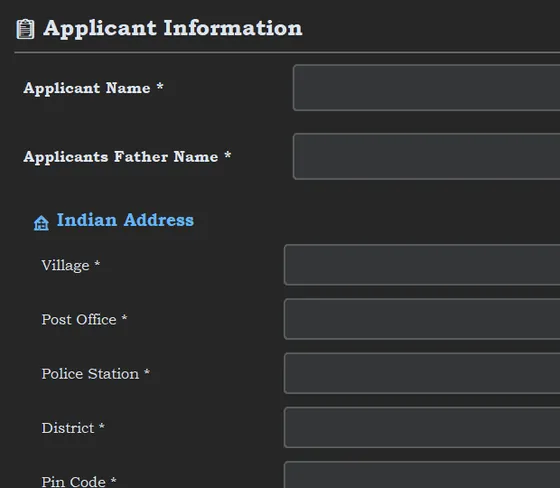 Applicant Information
Applicant Name *
Applicants Father Name *
Indian Address
Village *
Post Office *
Police Station *
District *
Pin Code *